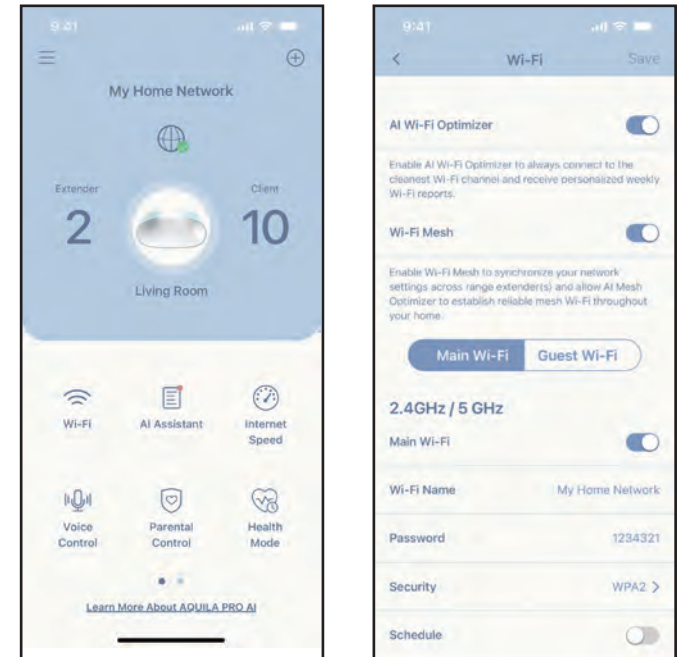 9:41
My Home Network
Extender
Client
2
10
Living Room
Wi-Fi
AI Assistant
Internet
Speed
Voice
Control
Parental
Control
Health
Mode
Learn More About AQUILA PRO AI
9:41
Wi-Fi
Save
AI Wi-Fi Optimizer
Enable AI Wi-Fi Optimizer to always connect to the
cleanest Wi-Fi channel and receive personalized weekly
Wi-Fi reports.
Wi-Fi Mesh
Enable Wi-Fi Mesh to synchronize your network
settings across range extender(s) and allow AI Mesh
Optimizer to establish reliable mesh Wi-Fi throughout
your home.
Main Wi-Fi
Guest Wi-Fi
2.4GHz / 5 GHz
Main Wi-Fi
Wi-Fi Name
My Home Network
Password
1234321
Security
WPA2 >
Schedule